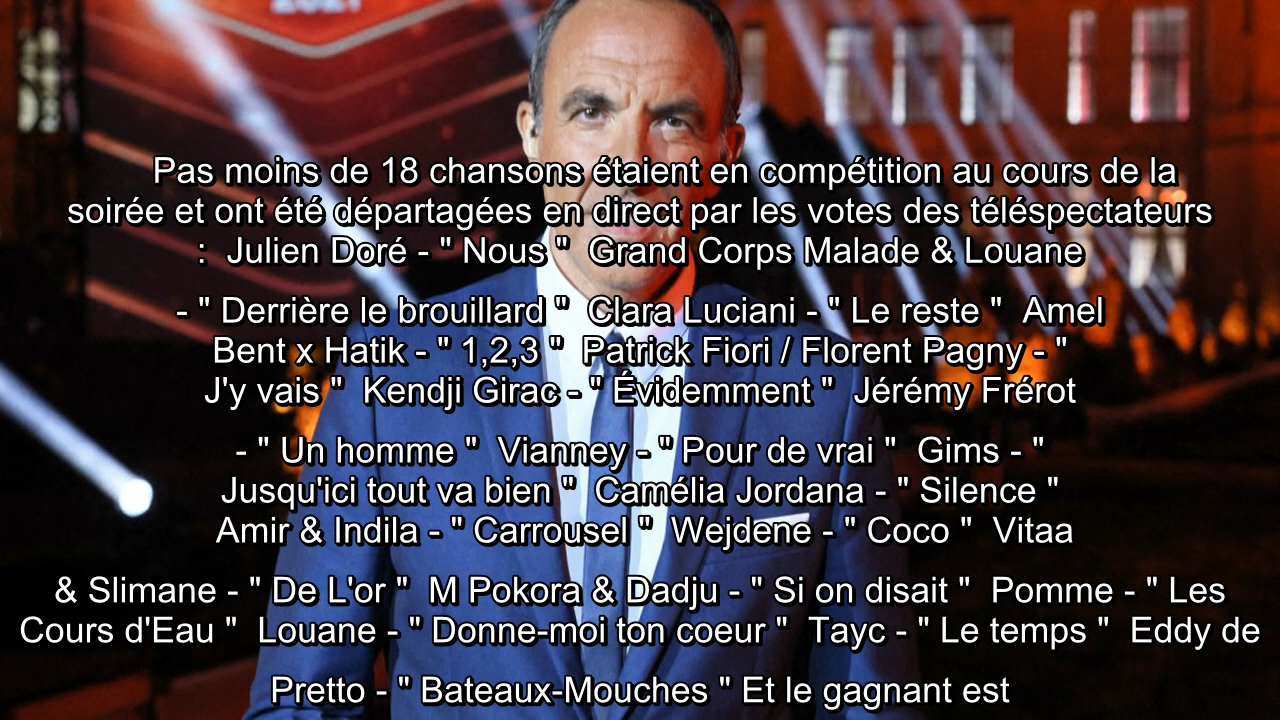 2021
Pas moins de 18 chansons étaient en compétition au cours de la
soirée et ont été départagées en direct par les votes des téléspectateurs
: Julien Doré - " Nous " Grand Corps Malade & Louane
- " Derrière le brouillard " Clara Luciani - " Le reste " Amel
Bent x Hatik - " 1,2,3 " Patrick Fiori / Florent Pagny - "
J'y vais " Kendji Girac - " Évidemment " Jérémy Frérot
- " Un homme " Vianney - " Pour de vrai " Gims - "
Jusqu'ici tout va bien " Camélia Jordana - " Silence "
Amir & Indila - " Carrousel " Wejdene - " Coco " Vitaa
& Slimane - " De L'or " M Pokora & Dadju - " Si on disait " Pomme - " Les
Cours d'Eau " Louane - " Donne-moi ton coeur " Tayc - " Le temps " Eddy de
Pretto - " Bateaux-Mouches " Et le gagnant est